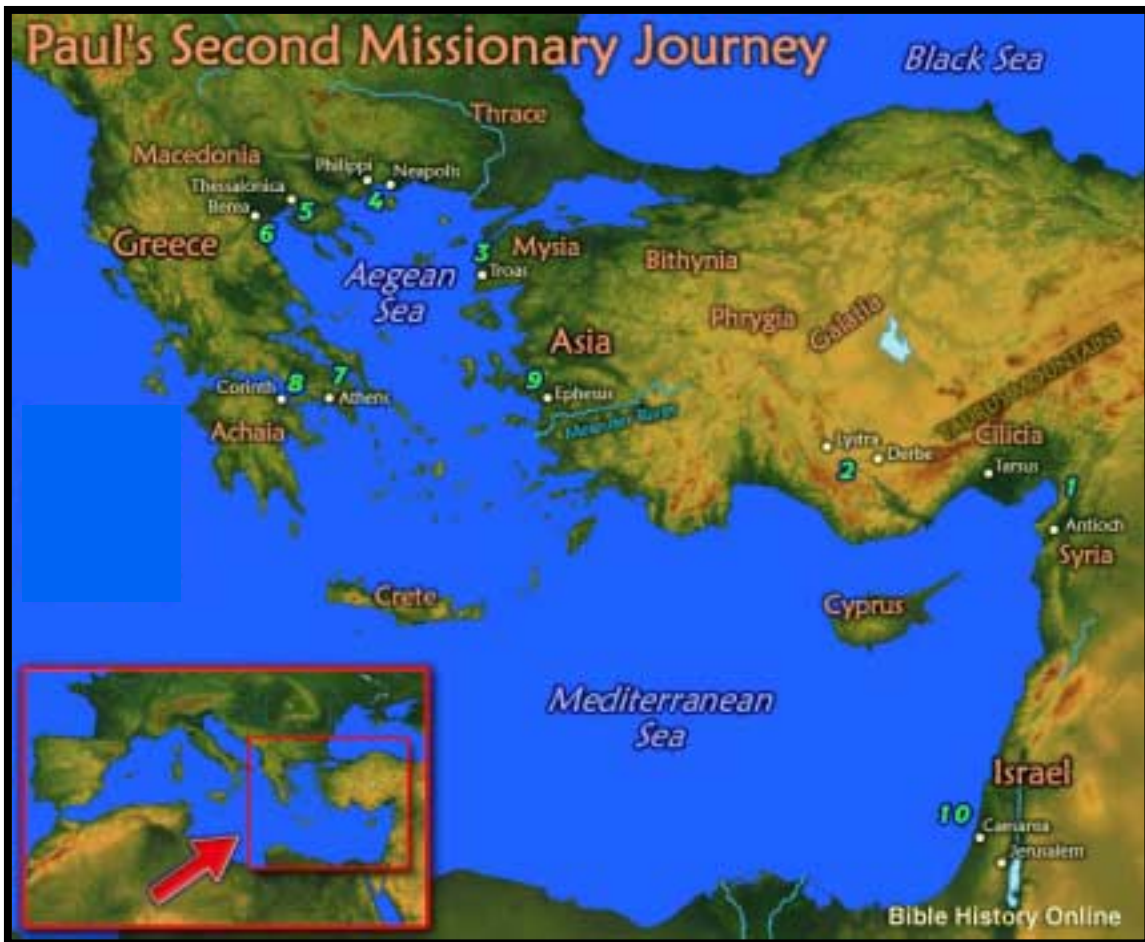 Paul's Second Missionary Journey
Black Sea
Thrace
Macedonia
Philippi
Neapolis
Thessalonica
4
Berea
5
6
Greece
3
Mysia
Troas
Aegean
Sea
Bithynia
Phrygia
Galatia
Asia
TAURUS MOUNTAINS
8
7
Corinth
Athens
Achaia
9
Ephesus
Meander River
Lystra
Derbe
2
Cilicia
Tarsus
1
Antioch
Syria
Crete
Cyprus
Mediterranean
Sea
Israel
10
Jerusalem
Bible History Online